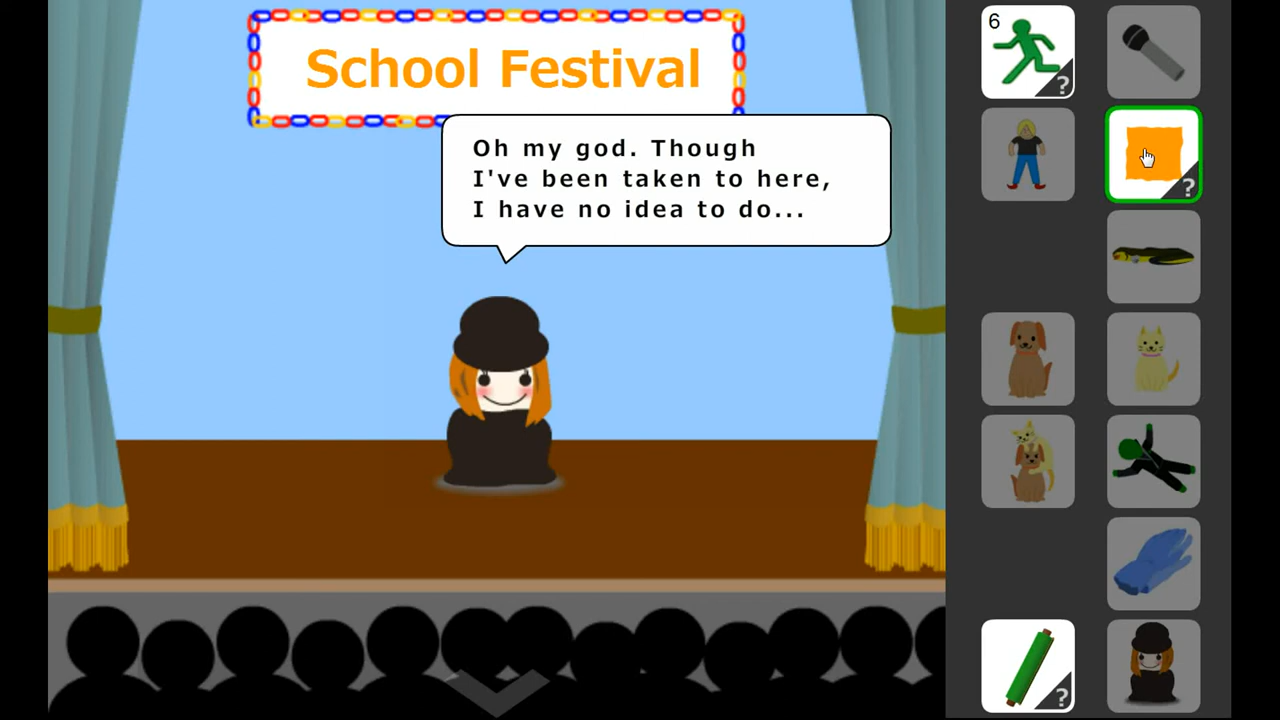 School Festival
6
Oh my god. Though
I've been taken to here,
I have no idea to do...
?
?
?